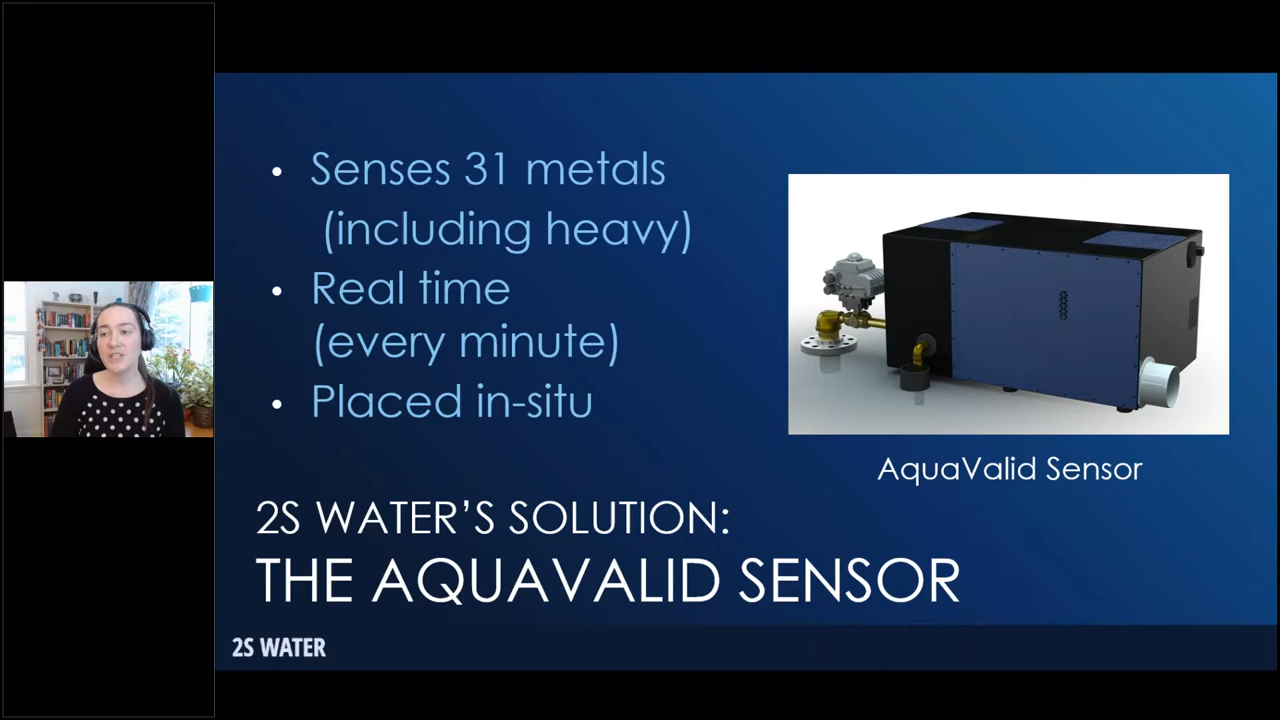 Senses 31 metals
(including heavy)
Real time
(every minute)
Placed in-situ
AquaValid Sensor
2S WATER’S SOLUTION:
THE AQUAVALID SENSOR
2S WATER